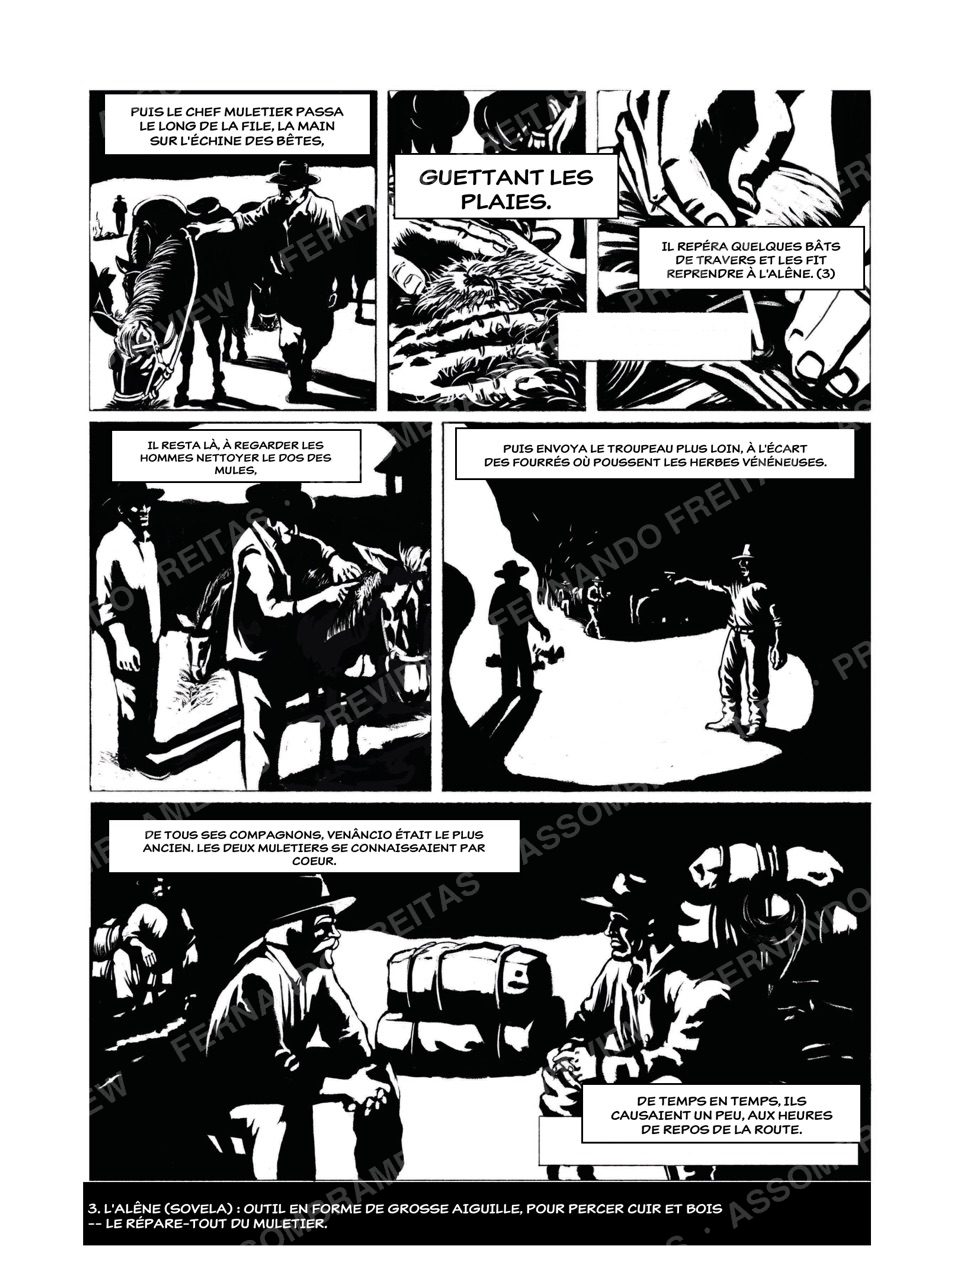 PUIS LE CHEF MULETIER PASSA
LE LONG DE LA FILE, LA MAIN
SUR L'ÉCHINE DES BÊTES,
GUETTANT LES
PLAIES.
IL REPÉRA QUELQUES BÂTS
DE TRAVERS ET LES FIT
REPRENDRE À L'ALÊNE. (3)
IL RESTA LÀ, À REGARDER LES
HOMMES NETTOYER LE DOS DES
MULES,
PUIS ENVOYA LE TROUPEAU PLUS LOIN, À L'ÉCART
DES FOURRÉS OÙ POUSSENT LES HERBES VÉNÉNEUSES.
DE TOUS SES COMPAGNONS, VENÂNCIO ÉTAIT LE PLUS
ANCIEN. LES DEUX MULETIERS SE CONNAISSAIENT PAR
COEUR.
DE TEMPS EN TEMPS, ILS
CAUSAIENT UN PEU, AUX HEURES
DE REPOS DE LA ROUTE.
3. L'ALÊNE (SOVELA) : OUTIL EN FORME DE GROSSE AIGUILLE, POUR PERCER CUIR ET BOIS
-- LE RÉPARE-TOUT DU MULETIER.